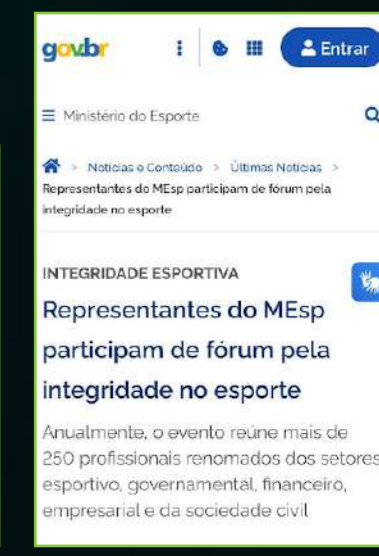 gov.br
Entrar
Ministério do Esporte
> Notícias e Conteúdo > Últimas Notícias >
Representantes do MEsp participam de fórum pela
integridade no esporte
INTEGRIDADE ESPORTIVA
Representantes do MEsp
participam de fórum pela
integridade no esporte
Anualmente, o evento reúne mais de
250 profissionais renomados dos setores
esportivo, governamental, financeiro,
empresarial e da sociedade civil